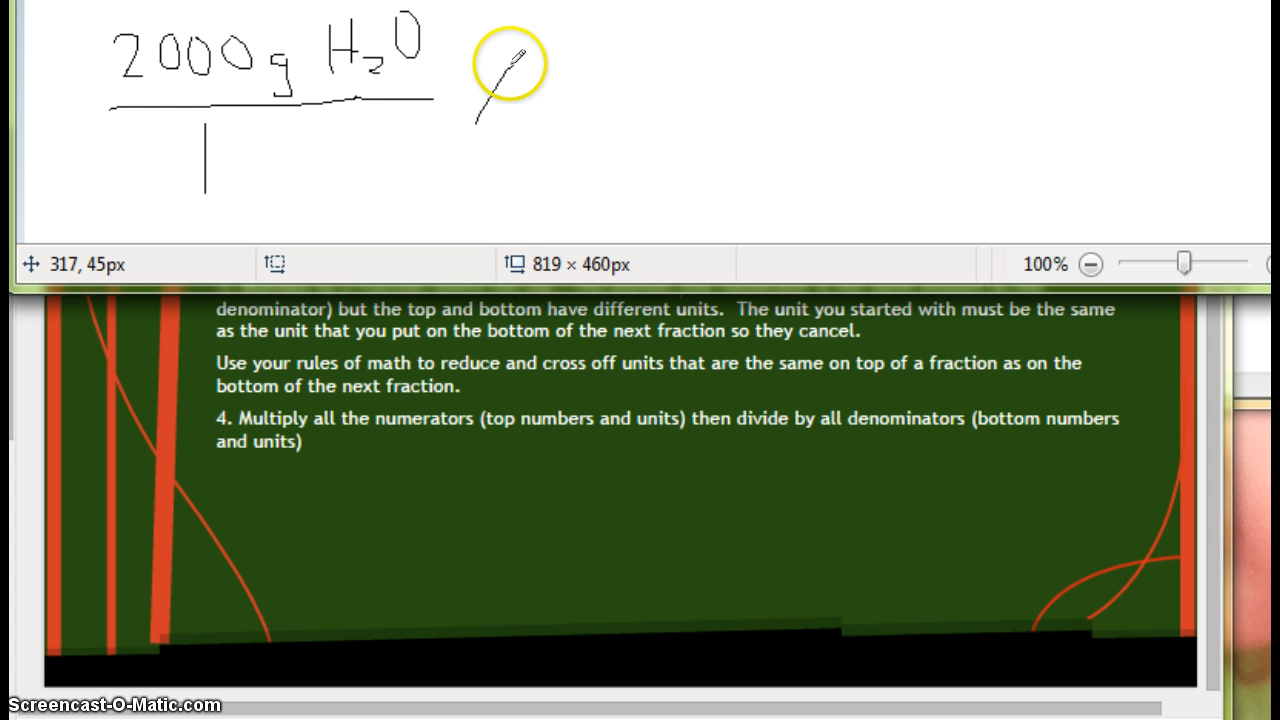 2000g H₂O
1
317, 45px
819 × 460px
100%
denominator) but the top and bottom have different units. The unit you started with must be the same
as the unit that you put on the bottom of the next fraction so they cancel.
Use your rules of math to reduce and cross off units that are the same on top of a fraction as on the
bottom of the next fraction.
4. Multiply all the numerators (top numbers and units) then divide by all denominators (bottom numbers
and units)
Screencast-O-Matic.com